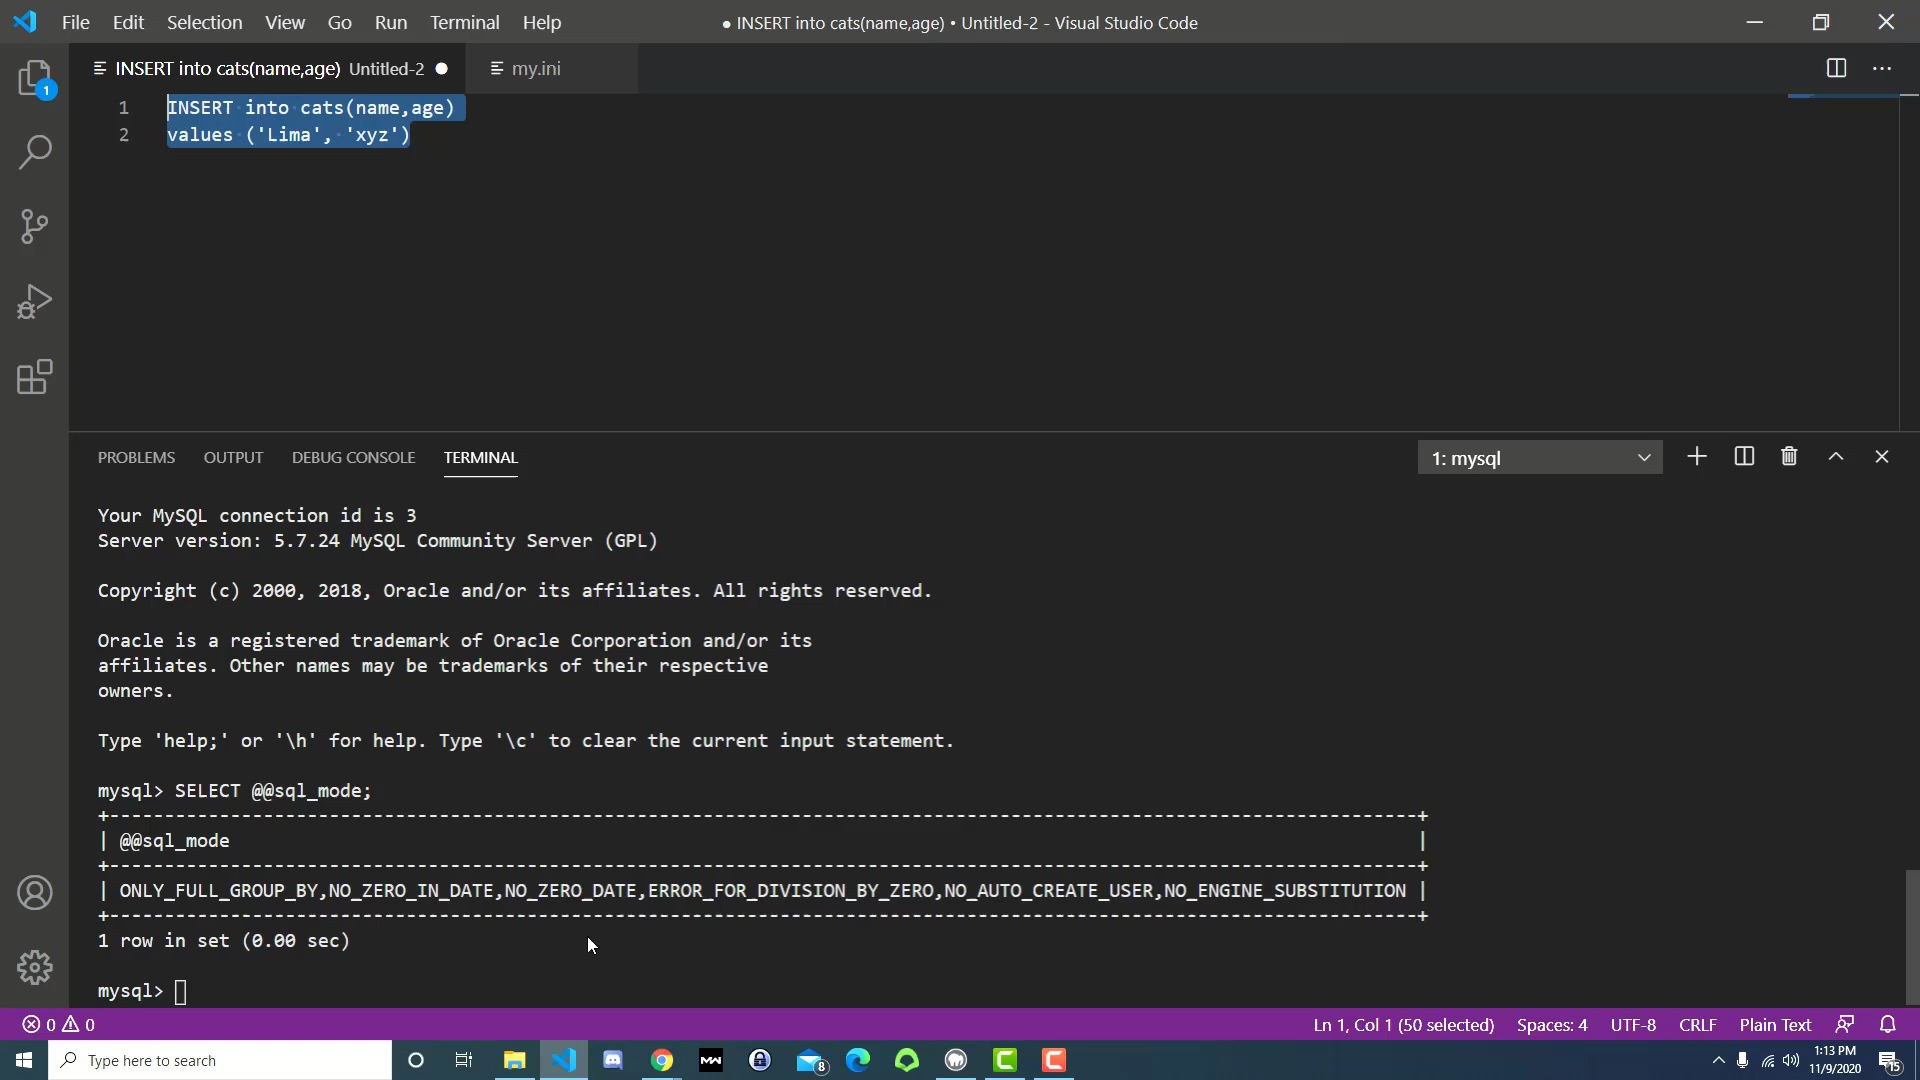 File Edit Selection View Go Run Terminal Help
● INSERT into cats(name,age) • Untitled-2 - Visual Studio Code
INSERT into cats(name,age) Untitled-2 ●
my.ini
1
1 INSERT into cats(name,age)
2 values ('Lima', 'xyz')
PROBLEMS OUTPUT DEBUG CONSOLE TERMINAL
1: mysql
Your MySQL connection id is 3
Server version: 5.7.24 MySQL Community Server (GPL)
Copyright (c) 2000, 2018, Oracle and/or its affiliates. All rights reserved.
Oracle is a registered trademark of Oracle Corporation and/or its
affiliates. Other names may be trademarks of their respective
owners.
Type 'help;' or '\h' for help. Type '\c' to clear the current input statement.
mysql> SELECT @@sql_mode;
+-----------------------------------------------------------------------------------------------------------------------+
| @@sql_mode |
+-----------------------------------------------------------------------------------------------------------------------+
| ONLY_FULL_GROUP_BY,NO_ZERO_IN_DATE,NO_ZERO_DATE,ERROR_FOR_DIVISION_BY_ZERO,NO_AUTO_CREATE_USER,NO_ENGINE_SUBSTITUTION |
+-----------------------------------------------------------------------------------------------------------------------+
1 row in set (0.00 sec)
mysql>
0 0
Ln 1, Col 1 (50 selected) Spaces: 4 UTF-8 CRLF Plain Text
Type here to search
MW
8
1:13 PM
11/9/2020
15